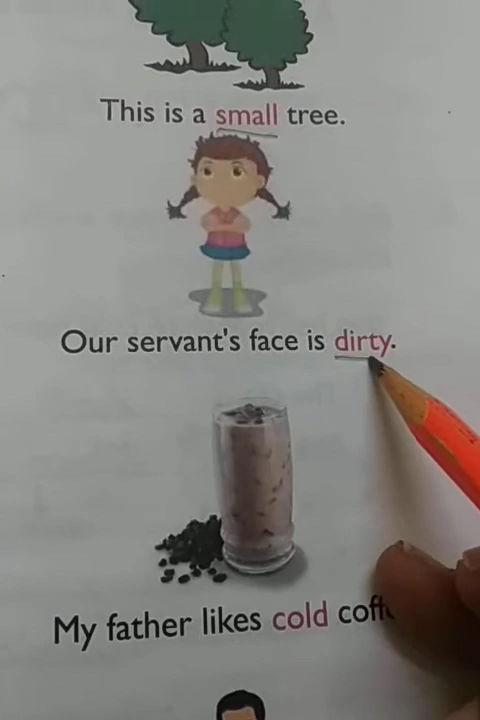 This is a small tree.
Our servant's face is dirty.
My father likes cold